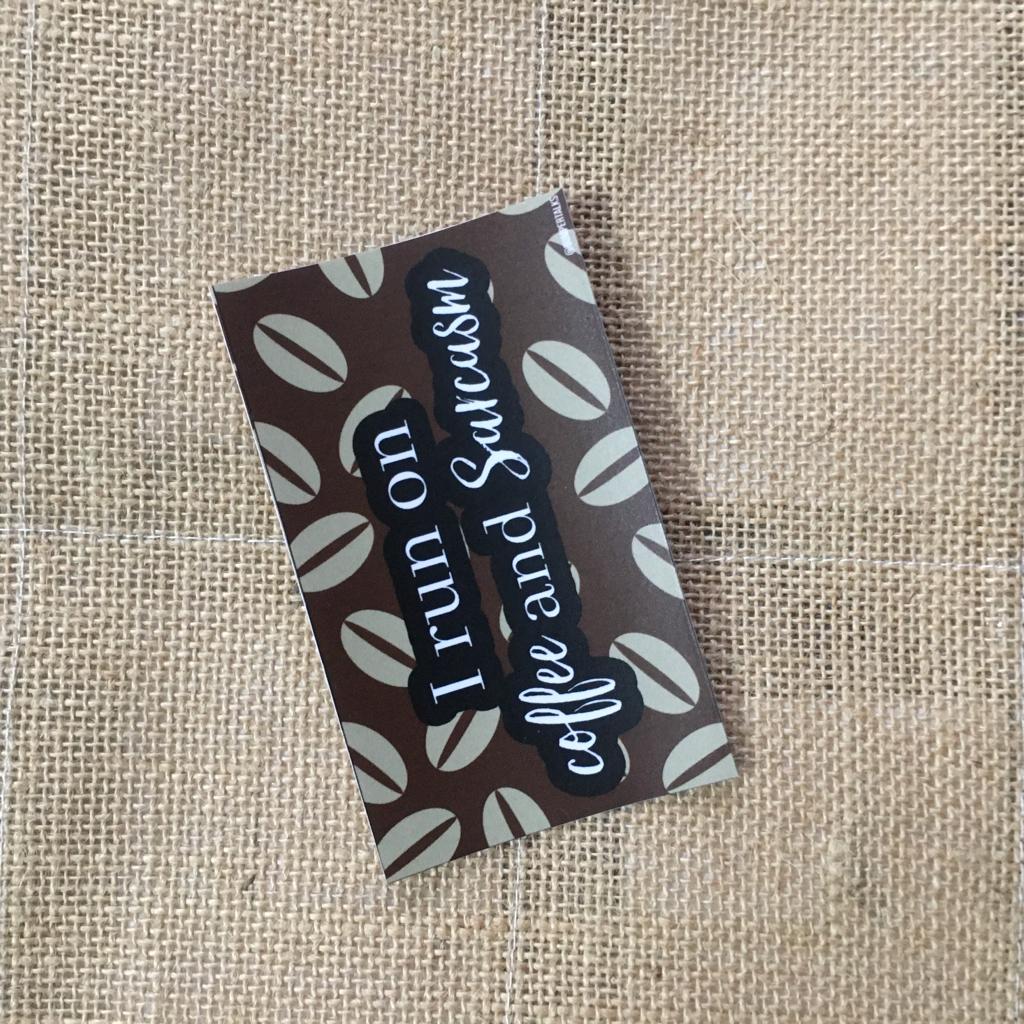 I run on
coffee and Sarcasm